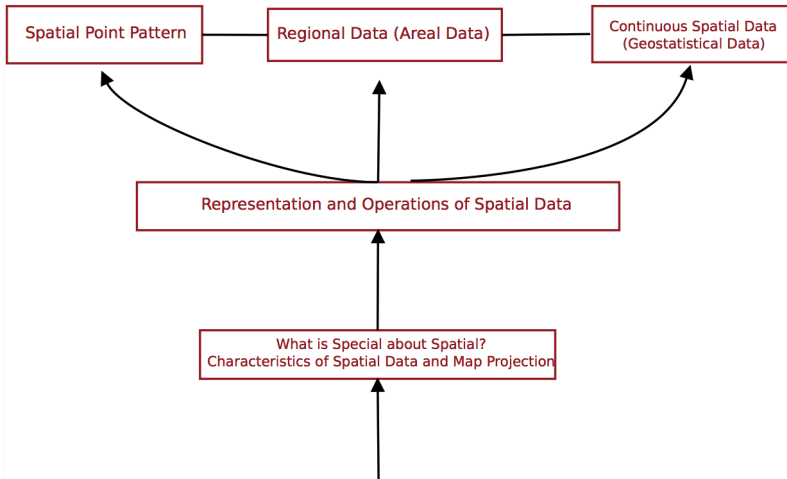 Spatial Point Pattern
Regional Data (Areal Data)
Continuous Spatial Data
(Geostatistical Data)
Representation and Operations of Spatial Data
What is Special about Spatial?
Characteristics of Spatial Data and Map Projection